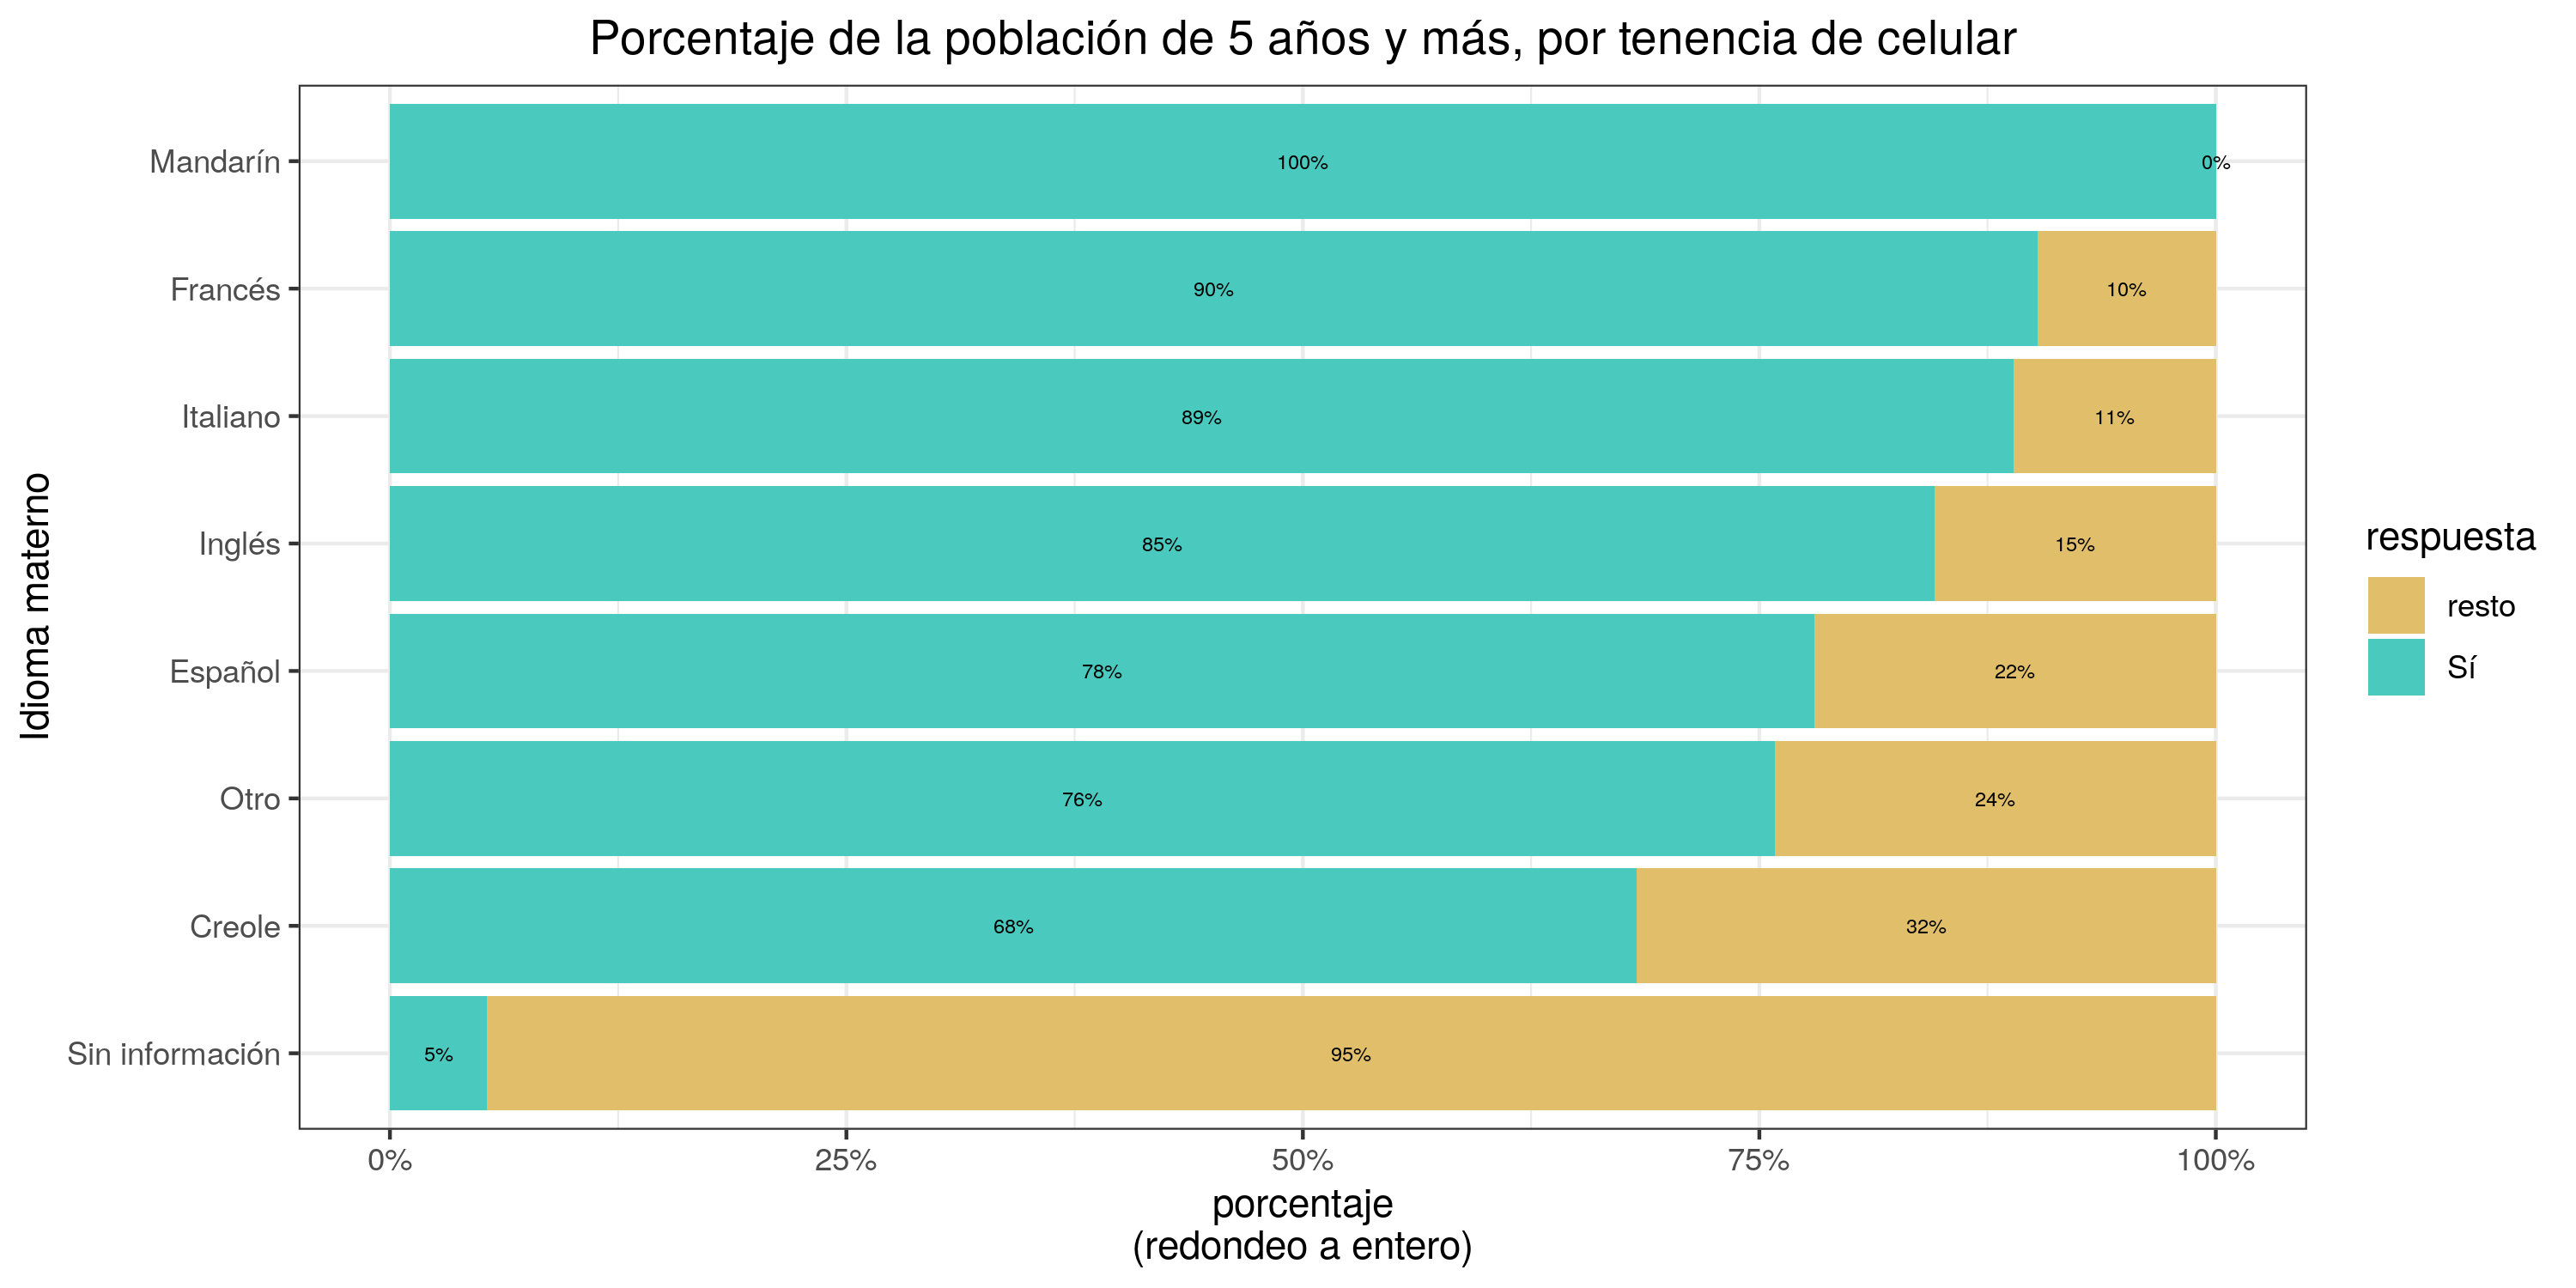 Porcentaje de la población de 5 años y más, por tenencia de celular
Idioma materno
Mandarín
100%
0%
Francés
90%
10%
Italiano
89%
11%
Inglés
85%
15%
Español
78%
22%
Otro
76%
24%
Creole
68%
32%
Sin información
5%
95%
0%
25%
50%
75%
100%
porcentaje
(redondeo a entero)
respuesta
resto
Sí